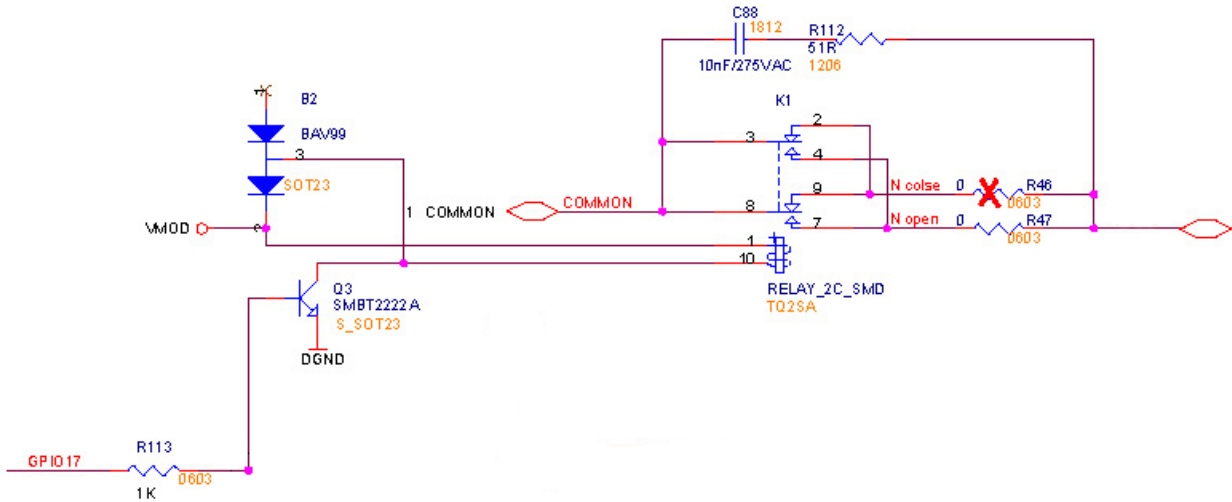 C88
1812
R112
51R
1206
10nF/275VAC
K1
1
B2
BAV99
3
SOT23
2
VMOD
1 COMMON
COMMON
3
2
4
8
9
7
1
10
N colse
0
R46
0603
N open
0
R47
0603
RELAY_2C_SMD
TQ2SA
Q3
SMBT2222A
S_SOT23
DGND
GPIO17
R113
0603
1K